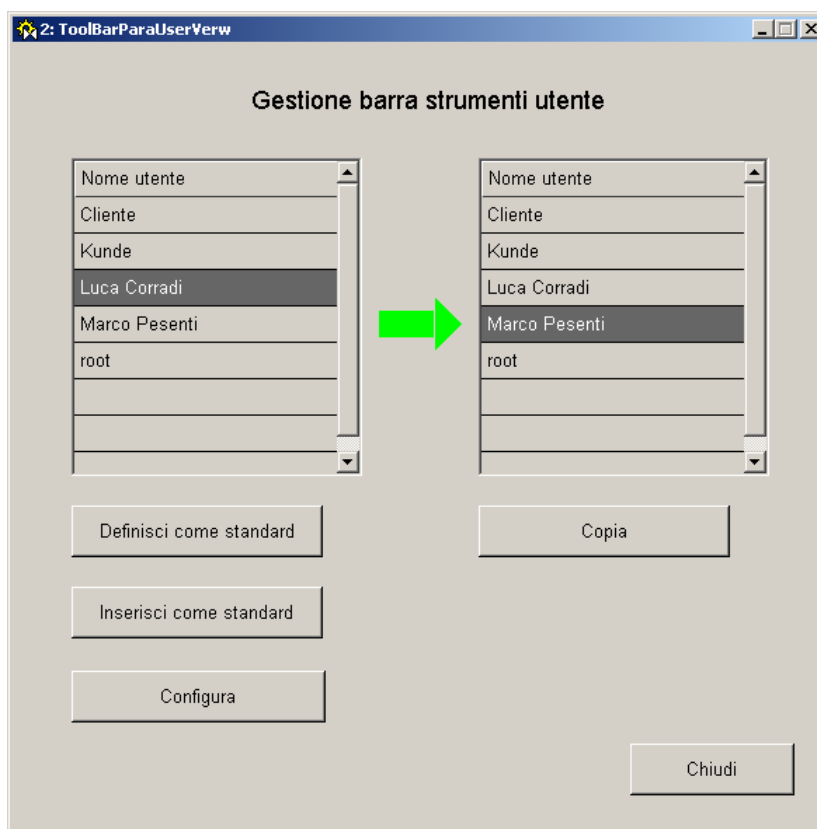 2: ToolBarParaUserVerw
Gestione barra strumenti utente
Nome utente
Cliente
Kunde
Luca Corradi
Marco Pesenti
root
Nome utente
Cliente
Kunde
Luca Corradi
Marco Pesenti
root
Definisci come standard
Copia
Inserisci come standard
Configura
Chiudi